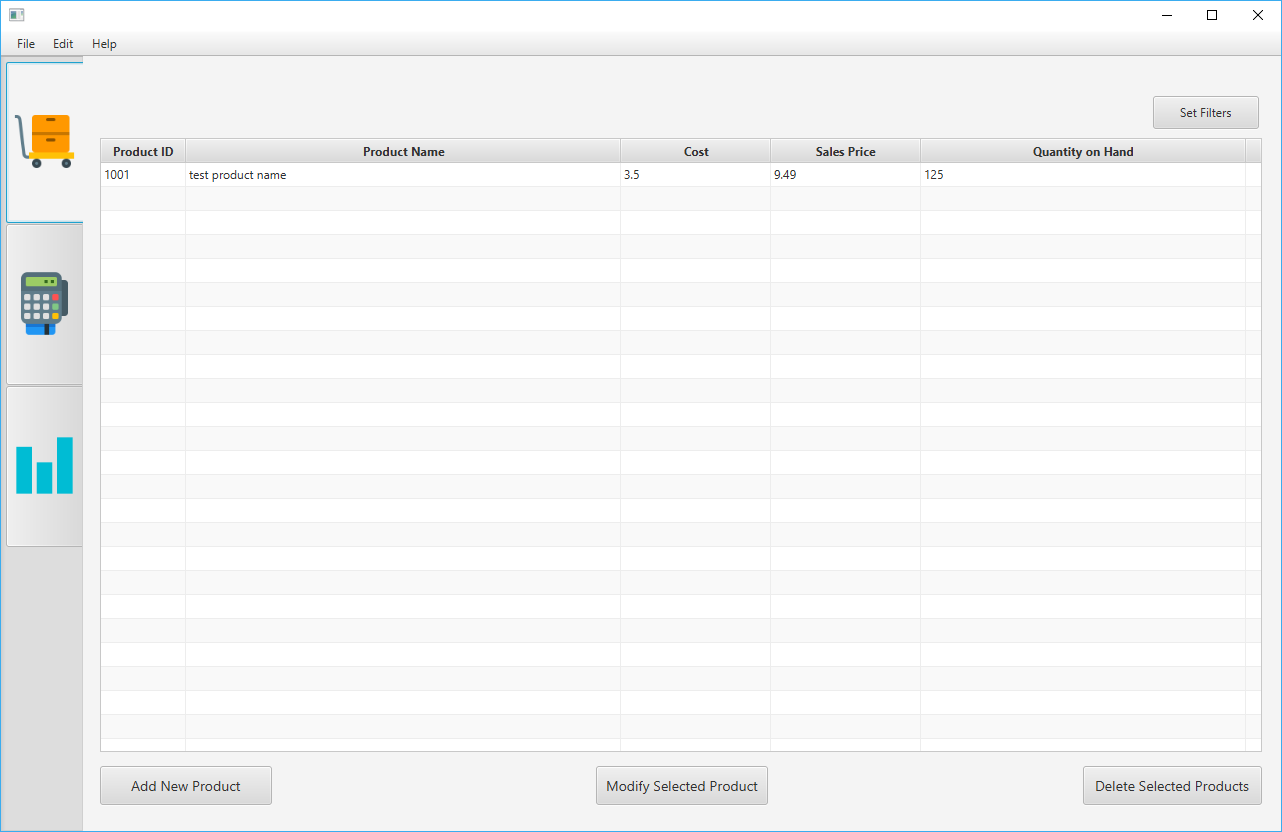 File Edit Help
Set Filters
Product ID Product Name Cost Sales Price Quantity on Hand
1001 test product name 3.5 9.49 125
Add New Product Modify Selected Product Delete Selected Products